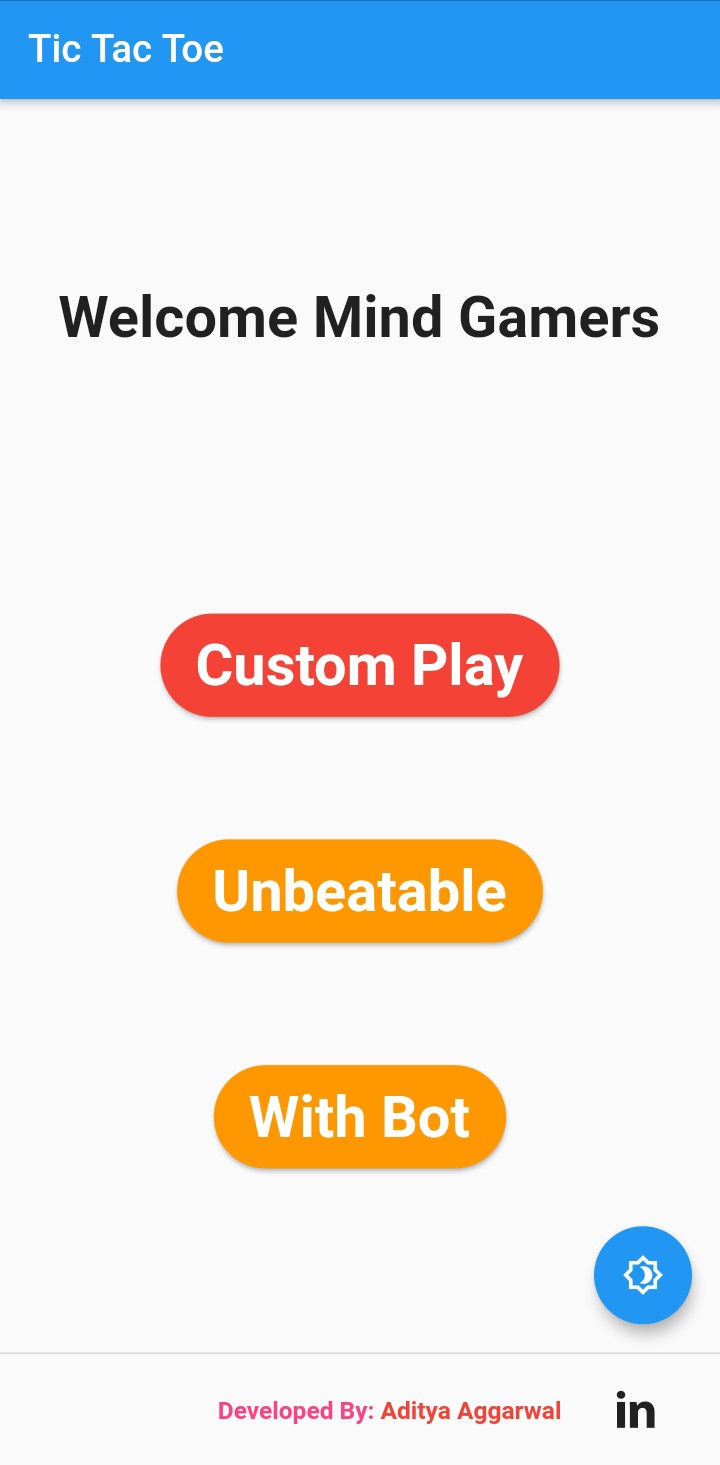 Tic Tac Toe
Welcome Mind Gamers
Custom Play
Unbeatable
With Bot
Developed By: Aditya Aggarwal
in